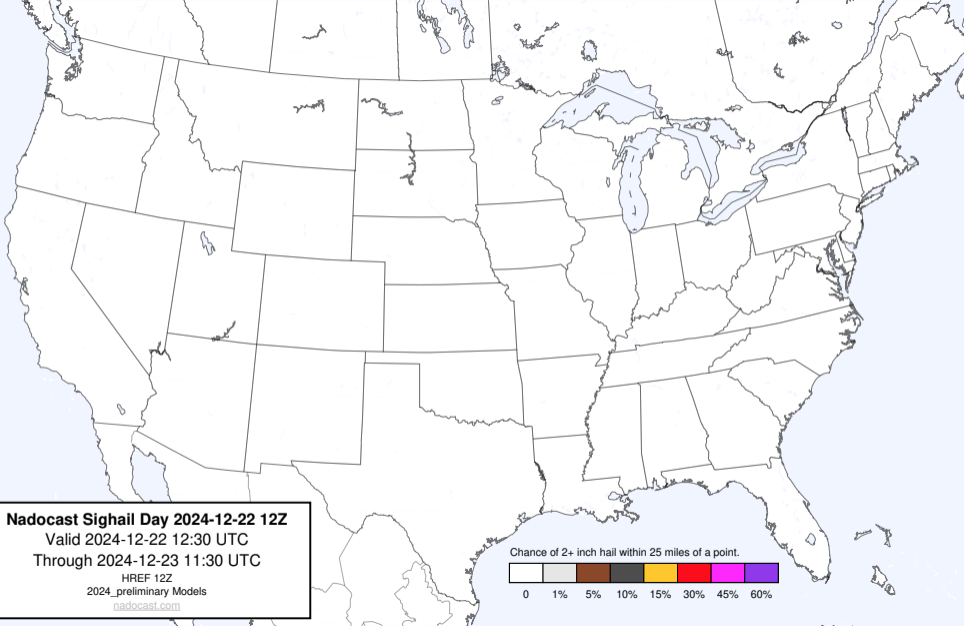 Nadocast Sighail Day 2024-12-22 12Z
Valid 2024-12-22 12:30 UTC
Through 2024-12-23 11:30 UTC
HREF 12Z
2024_preliminary Models
nadocast.com
Chance of 2+ inch hail within 25 miles of a point.
0 1% 5% 10% 15% 30% 45% 60%